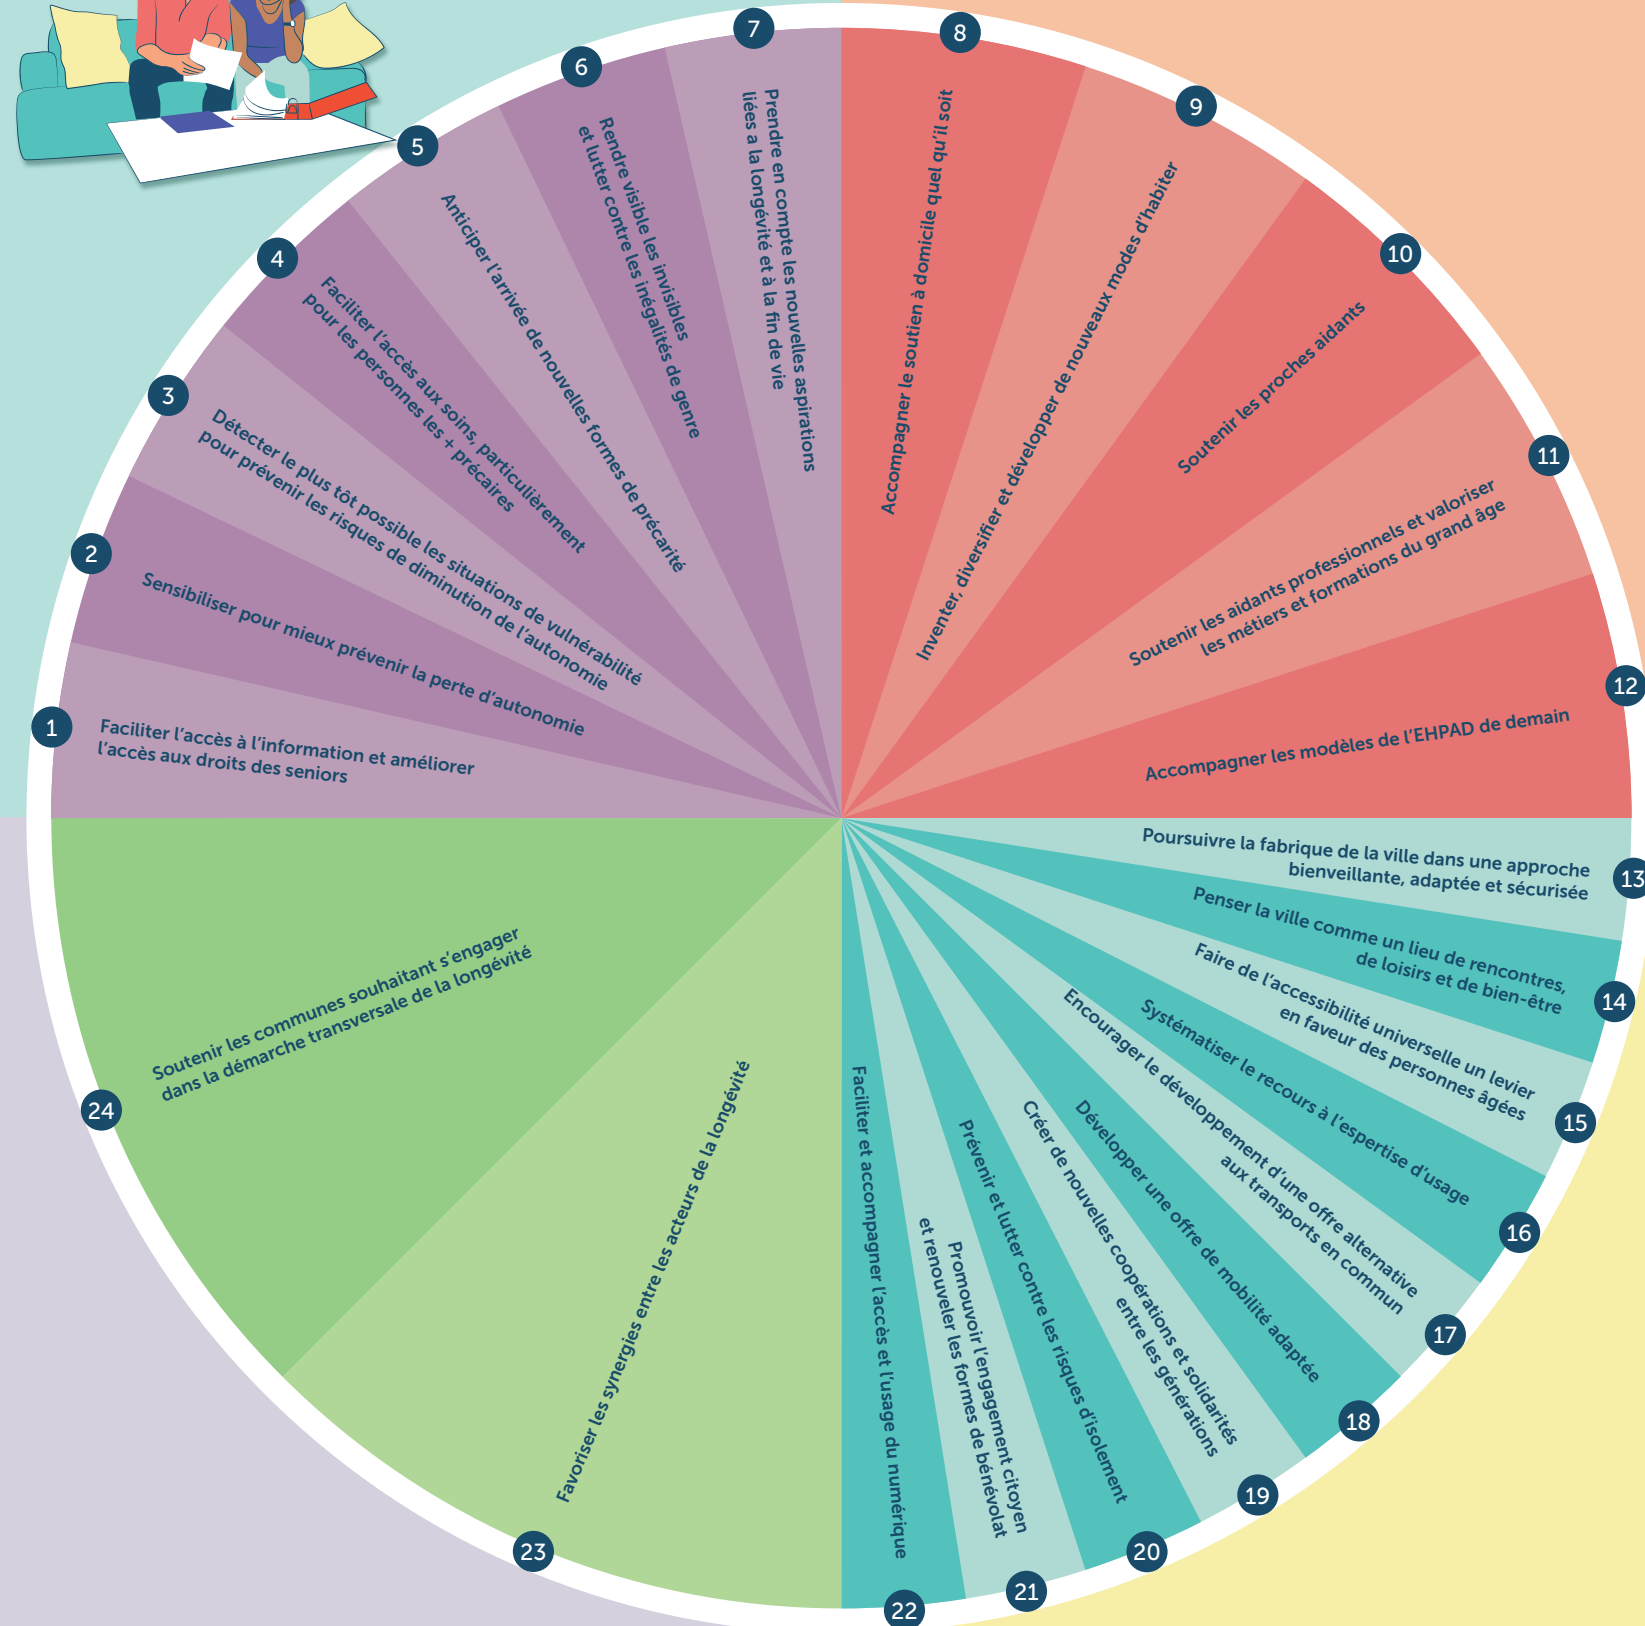 1
Faciliter l'accès à l'information et améliorer
l'accès aux droits des seniors
2
Sensibiliser pour mieux prévenir la perte d'autonomie
3
Détecter le plus tôt possible les situations de vulnérabilité
pour prévenir les risques de diminution de l'autonomie
4
Faciliter l'accès aux soins, particulièrement
pour les personnes les + précaires
5
Anticiper l'arrivée de nouvelles formes de précarité
6
Rendre visible les invisibles
et lutter contre les inégalités de genre
7
Prendre en compte les nouvelles aspirations
liées a la longévité et à la fin de vie
8
Accompagner le soutien à domicile quel qu'il soit
9
Inventer, diversifier et développer de nouveaux modes d'habiter
10
Soutenir les proches aidants
11
Soutenir les aidants professionnels et valoriser
les métiers et formations du grand âge
12
Accompagner les modèles de l'EHPAD de demain
13
Poursuivre la fabrique de la ville dans une approche
bienveillante, adaptée et sécurisée
14
Penser la ville comme un lieu de rencontres,
de loisirs et de bien-être
15
Faire de l'accessibilité universelle un levier
en faveur des personnes âgées
16
Systématiser le recours à l'espertise d'usage
17
Encourager le développement d'une offre alternative
aux transports en commun
18
Développer une offre de mobilité adaptée
19
Créer de nouvelles coopérations et solidarités
entre les générations
20
Prévenir et lutter contre les risques d'isolement
21
Promouvoir l'engagement citoyen
et renouveler les formes de bénévolat
22
Faciliter et accompagner l'accès et l'usage du numérique
23
Favoriser les synergies entre les acteurs de la longévité
24
Soutenir les communes souhaitant s'engager
dans la démarche transversale de la longévité